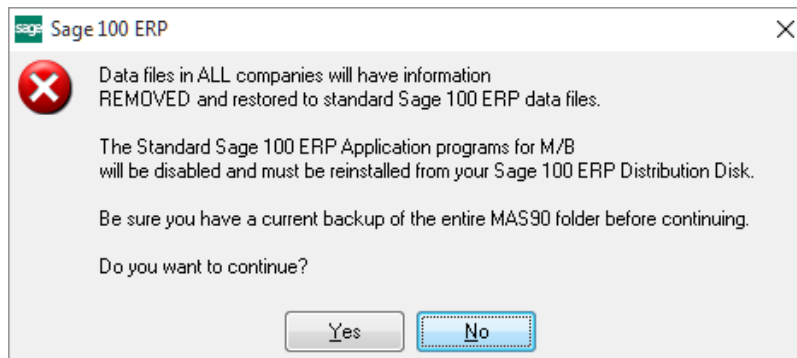 sage Sage 100 ERP
Data files in ALL companies will have information
REMOVED and restored to standard Sage 100 ERP data files.
The Standard Sage 100 ERP Application programs for M/B
will be disabled and must be reinstalled from your Sage 100 ERP Distribution Disk.
Be sure you have a current backup of the entire MAS90 folder before continuing.
Do you want to continue?
Yes No